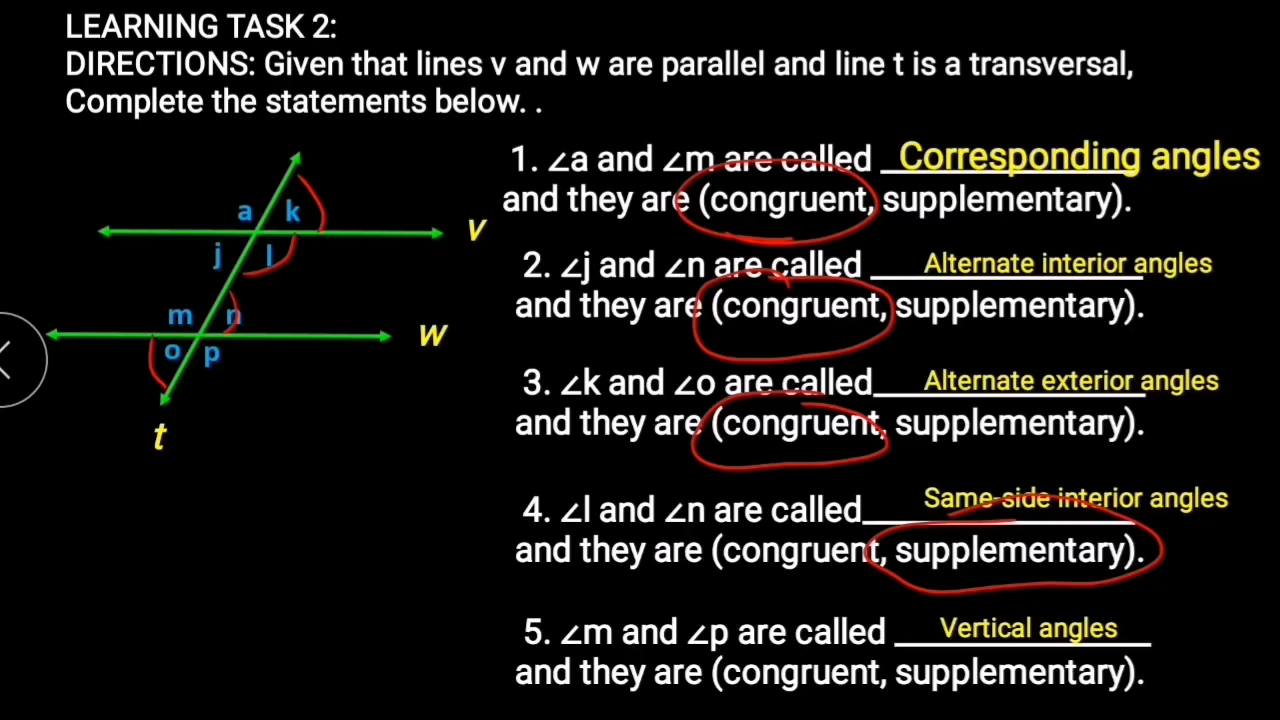 LEARNING TASK 2:
DIRECTIONS: Given that lines v and w are parallel and line t is a transversal,
Complete the statements below. .
1. ∠a and ∠m are called Corresponding angles
and they are (congruent, supplementary).
2. ∠j and ∠n are called Alternate interior angles
and they are (congruent, supplementary).
3. ∠k and ∠o are called Alternate exterior angles
and they are (congruent, supplementary).
4. ∠l and ∠n are called Same-side interior angles
and they are (congruent, supplementary).
5. ∠m and ∠p are called Vertical angles
and they are (congruent, supplementary).
a k
v
j l
m n
w
o p
t